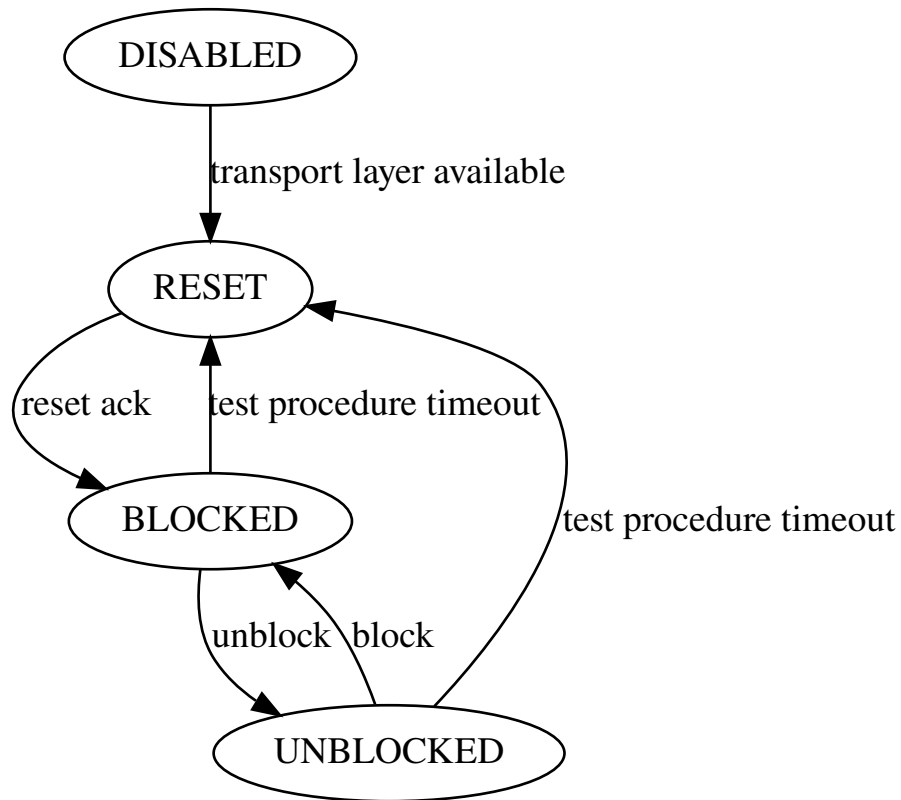 DISABLED
transport layer available
RESET
reset ack
test procedure timeout
BLOCKED
test procedure timeout
unblock
block
UNBLOCKED